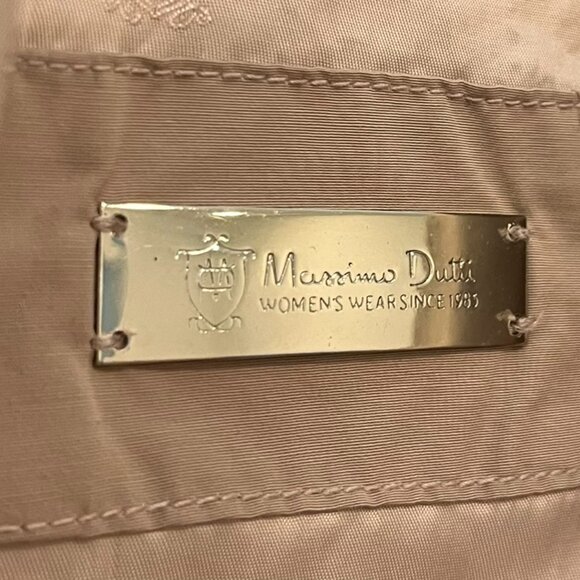 Massimo Dutti
WOMEN'S WEAR SINCE 1985